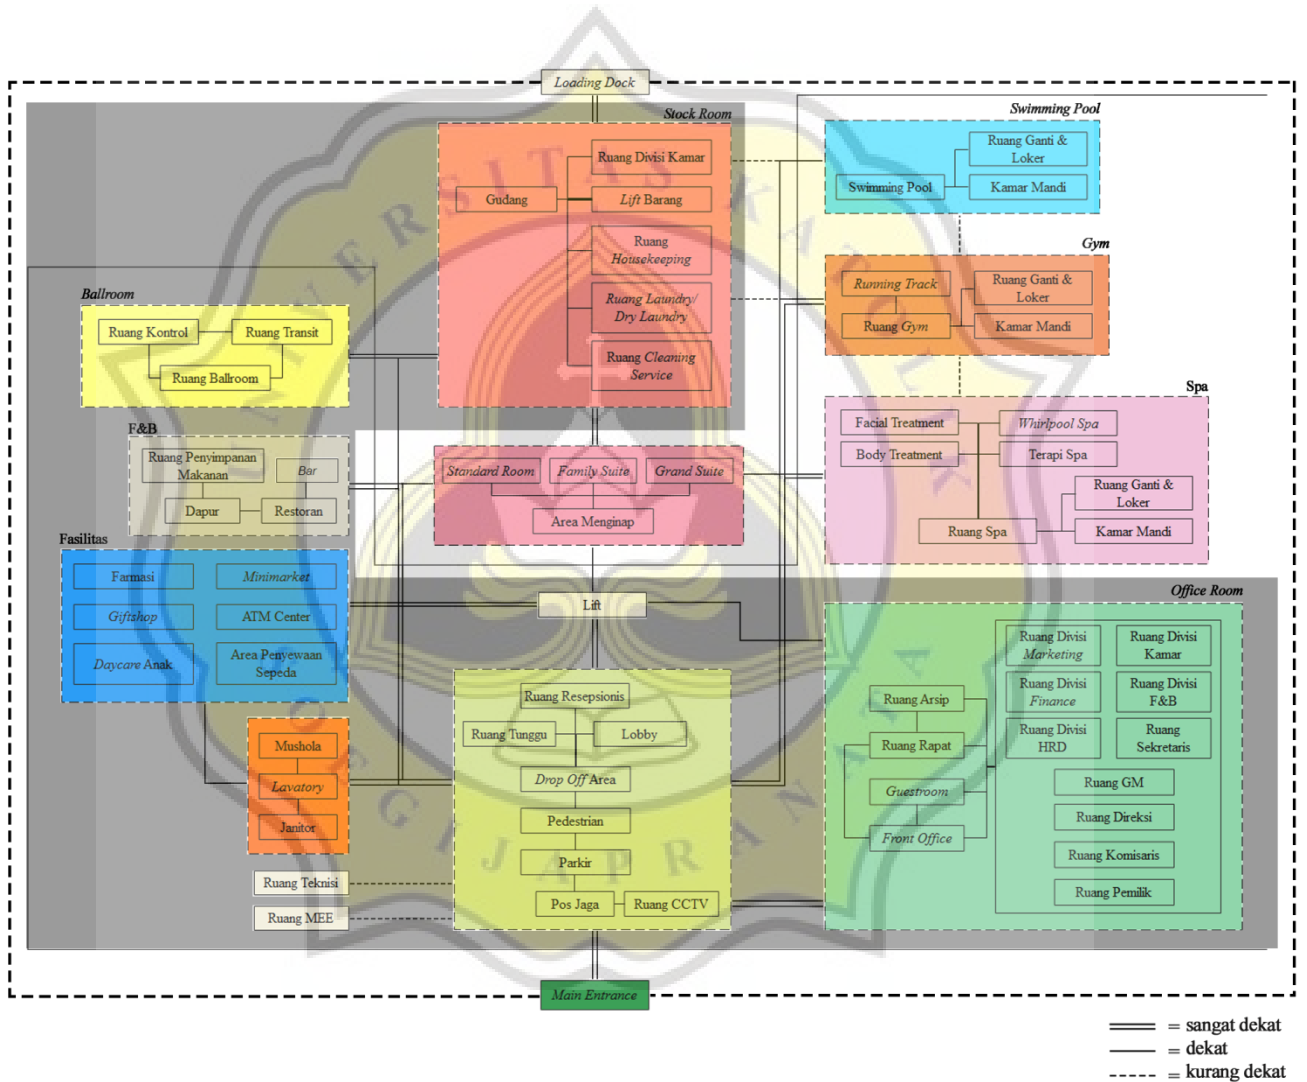 Loading Dock
Stock Room
Ruang Divisi Kamar
Gudang
Lift Barang
Ruang
Housekeeping
Ruang Laundry/
Dry Laundry
Ruang Cleaning
Service
Swimming Pool
Ruang Ganti &
Loker
Swimming Pool
Kamar Mandi
Gym
Running Track
Ruang Ganti &
Loker
Ruang Gym
Kamar Mandi
Ballroom
Ruang Kontrol
Ruang Transit
Ruang Ballroom
F&B
Ruang Penyimpanan
Makanan
Bar
Dapur
Restoran
Standard Room
Family Suite
Grand Suite
Area Menginap
Spa
Facial Treatment
Whirlpool Spa
Body Treatment
Terapi Spa
Ruang Ganti &
Loker
Ruang Spa
Kamar Mandi
Fasilitas
Farmasi
Minimarket
Giftshop
ATM Center
Daycare Anak
Area Penyewaan
Sepeda
Lift
Office Room
Ruang Divisi
Marketing
Ruang Divisi
Kamar
Ruang Arsip
Ruang Divisi
Finance
Ruang Divisi
F&B
Ruang Rapat
Ruang Divisi
HRD
Ruang
Sekretaris
Guestroom
Ruang GM
Front Office
Ruang Direksi
Ruang Komisaris
Ruang Pemilik
Ruang Resepsionis
Ruang Tunggu
Lobby
Drop Off Area
Pedestrian
Parkir
Pos Jaga
Ruang CCTV
Mushola
Lavatory
Janitor
Ruang Teknisi
Ruang MEE
Main Entrance
= sangat dekat
= dekat
= kurang dekat
UNIVERSITAS KATOLIK
SOEGIJAPRANATA